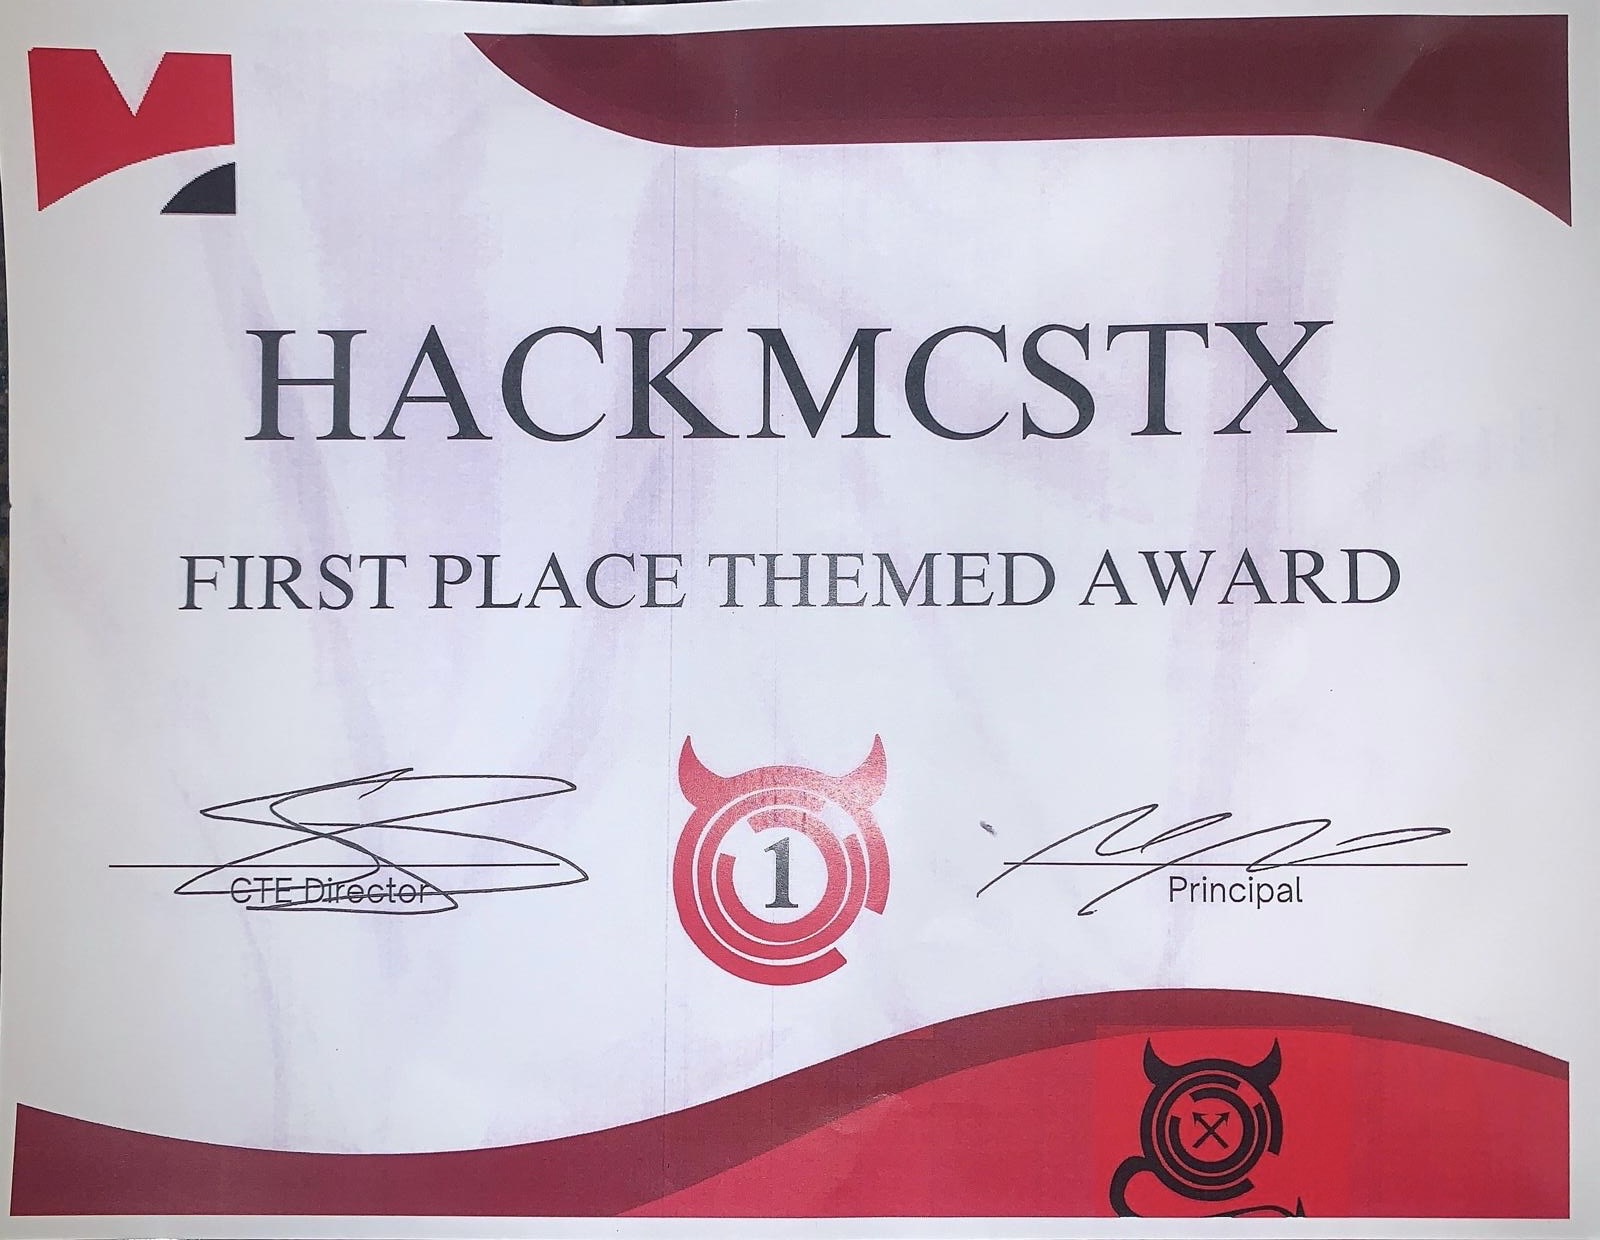 HACKMCSTX
FIRST PLACE THEMED AWARD
1
CTE Director
Principal